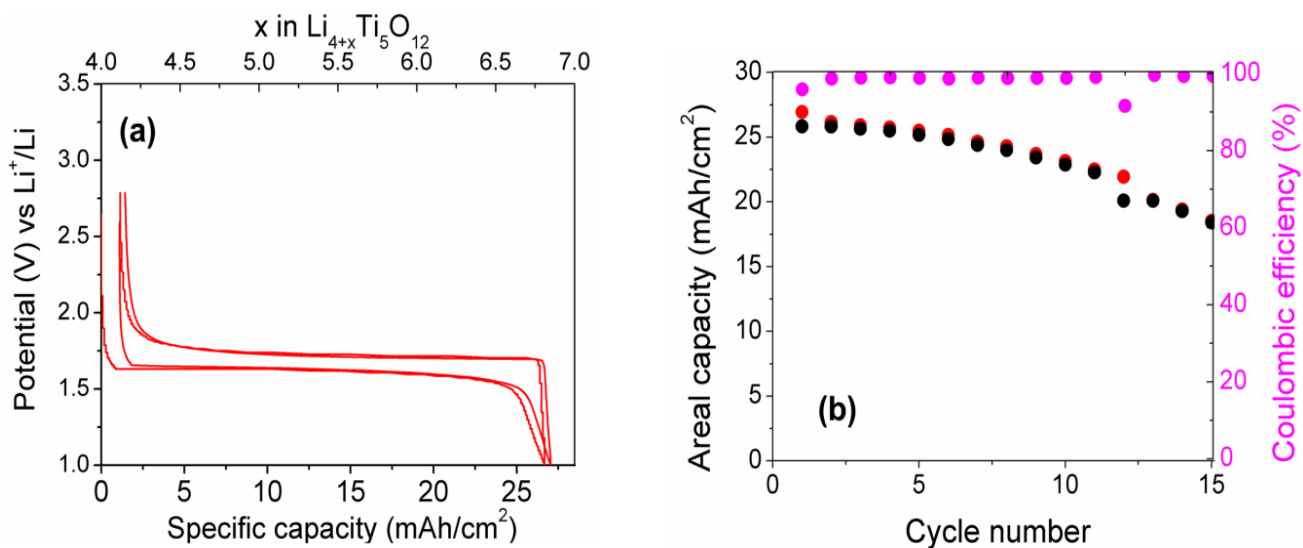 x in Li4+xTi5O12
4.0 4.5 5.0 5.5 6.0 6.5 7.0
3.5
(a)
3.0
2.5
2.0
1.5
1.0
Potential (V) vs Li+/Li
0 5 10 15 20 25
Specific capacity (mAh/cm2)
30 100
25 80
20 60
15
10 40
5 20
(b)
0 0
Areal capacity (mAh/cm2)
Coulombic efficiency (%)
0 5 10 15
Cycle number